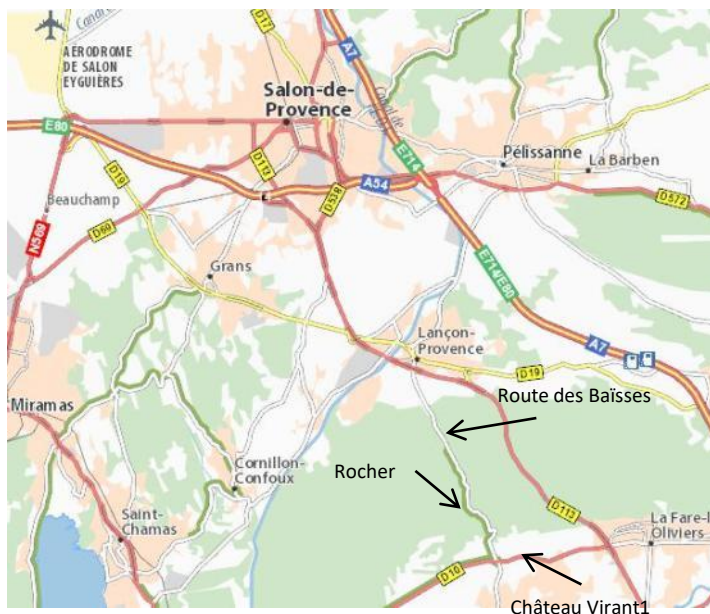 D17
AÉRODROME
DE SALON
EYGUIÈRES
A7
Salon-de-
Provence
E80
E714
Pélissanne
La Barben
D19
D113
D538
A54
D572
Beauchamp
D69
N569
Grans
E714/E80
Lançon-
Provence
A7
D19
Miramas
Route des Baïsses
Cornillon-
Confoux
Rocher
Saint-
Chamas
D113
La Fare-l
Oliviers
D10
Château Virant1